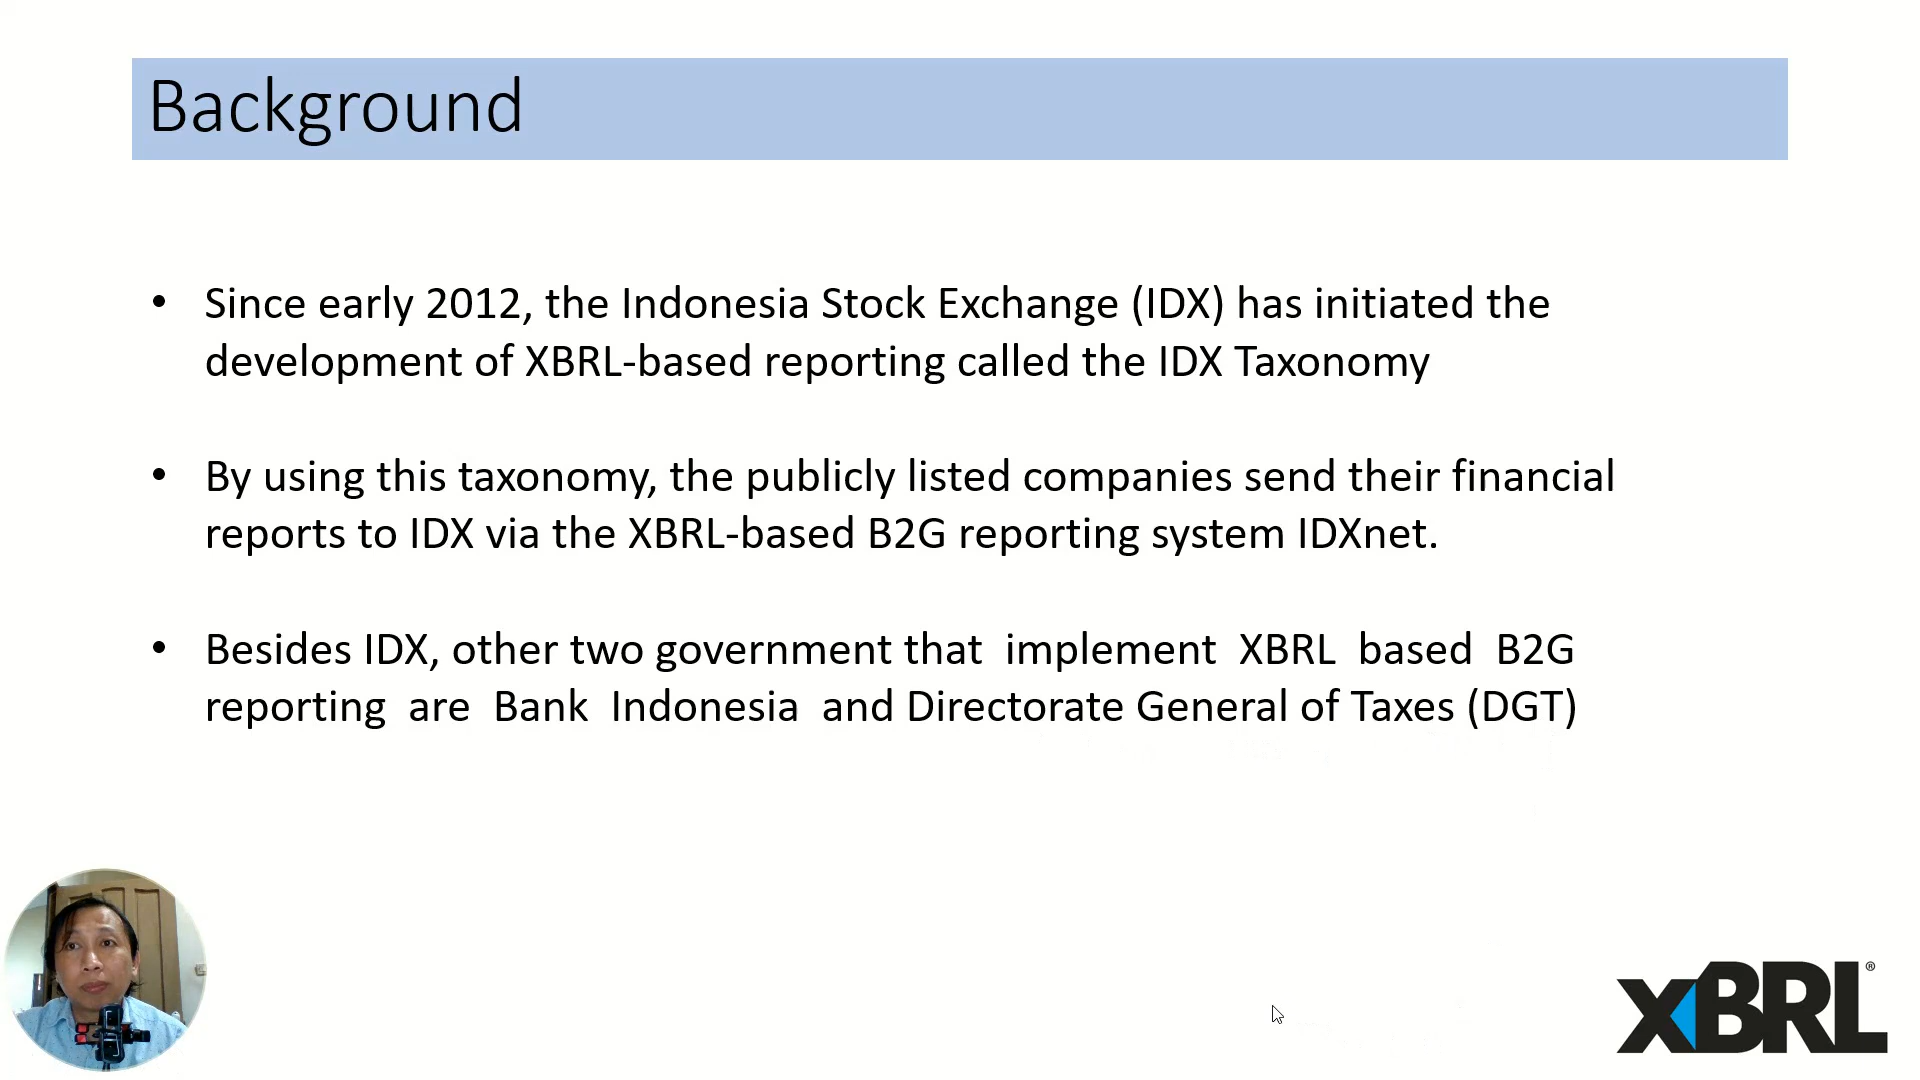 Background
• Since early 2012, the Indonesia Stock Exchange (IDX) has initiated the
development of XBRL-based reporting called the IDX Taxonomy
• By using this taxonomy, the publicly listed companies send their financial
reports to IDX via the XBRL-based B2G reporting system IDXnet.
• Besides IDX, other two government that implement XBRL based B2G
reporting are Bank Indonesia and Directorate General of Taxes (DGT)
XBRL®